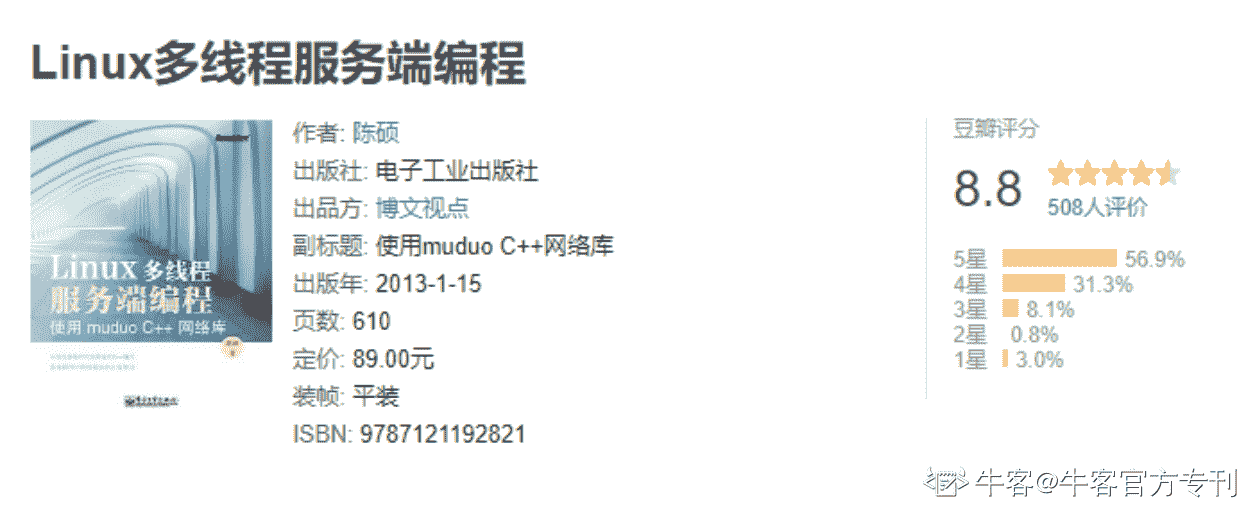 Linux多线程服务端编程
Linux 多线程
服务端编程
使用 muduo C++ 网络库
作者: 陈硕
出版社: 电子工业出版社
出品方: 博文视点
副标题: 使用muduo C++网络库
出版年: 2013-1-15
页数: 610
定价: 89.00元
装帧: 平装
ISBN: 9787121192821
豆瓣评分
8.8
508人评价
5星 56.9%
4星 31.3%
3星 8.1%
2星 0.8%
1星 3.0%
牛客@牛客官方专刊